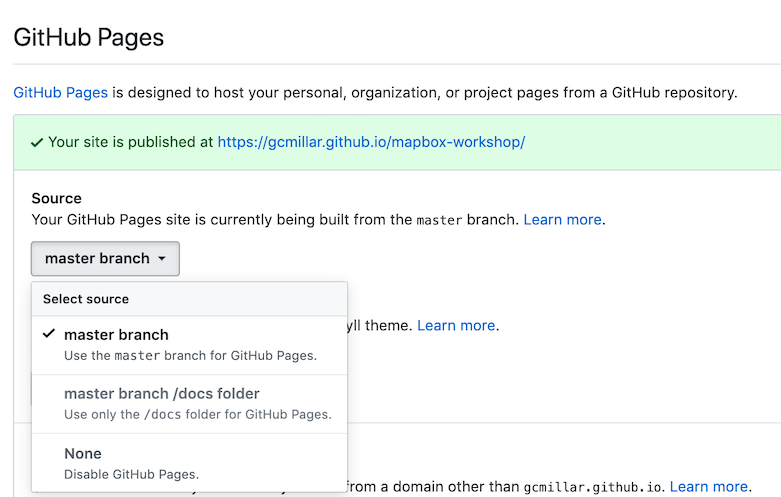 GitHub Pages
GitHub Pages is designed to host your personal, organization, or project pages from a GitHub repository.
Your site is published at https://gcmillar.github.io/mapbox-workshop/
Source
Your GitHub Pages site is currently being built from the master branch. Learn more.
master branch
Select source
master branch
Use the master branch for GitHub Pages.
theme. Learn more.
master branch /docs folder
Use only the /docs folder for GitHub Pages.
None
Disable GitHub Pages.
from a domain other than gcmillar.github.io. Learn more.